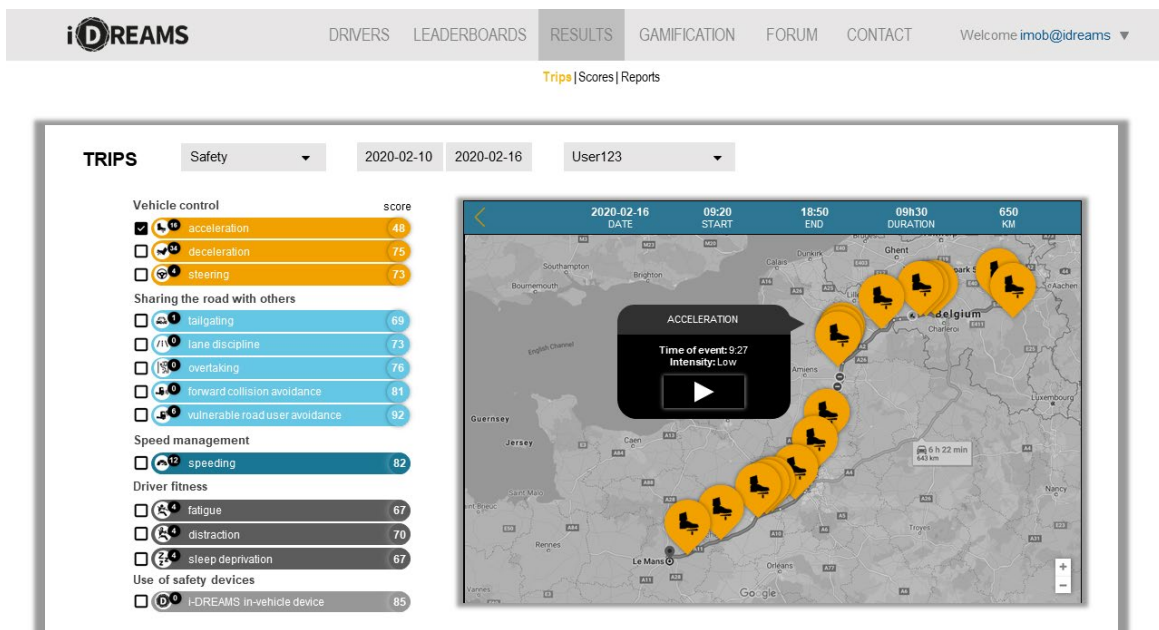 iDREAMS
DRIVERS LEADERBOARDS RESULTS GAMIFICATION FORUM CONTACT Welcome imob@idreams
Trips | Scores | Reports
TRIPS Safety 2020-02-10 2020-02-16 User123
Vehicle control score
16 acceleration 48
34 deceleration 75
4 steering 73
Sharing the road with others
1 tailgating 69
0 lane discipline 73
0 overtaking 76
0 forward collision avoidance 81
6 vulnerable road user avoidance 92
Speed management
12 speeding 82
Driver fitness
4 fatigue 67
4 distraction 70
4 sleep deprivation 67
Use of safety devices
D 0 i-DREAMS in-vehicle device 85
2020-02-16 09:20 18:50 09h30 650
DATE START END DURATION KM
M3 M23 M20
Southampton
Brighton
Bournemouth
Calais
Dunkirk
Ghent
Aachen
Belgium
Charleroi
English Channel
ACCELERATION
Time of event: 9:27
Intensity: Low
Amiens
Luxembourg
Guernsey
Jersey
Caen
6 h 22 min
643 km
Saint Malo
Nancy
Rennes
Troyes
Le Mans
Orléans
Vannes
Google
+
−